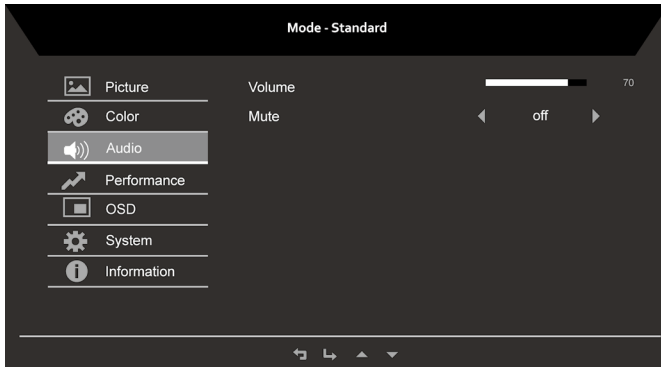 Mode - Standard
Picture
Volume 70
Color
Mute off
Audio
Performance
OSD
System
Information